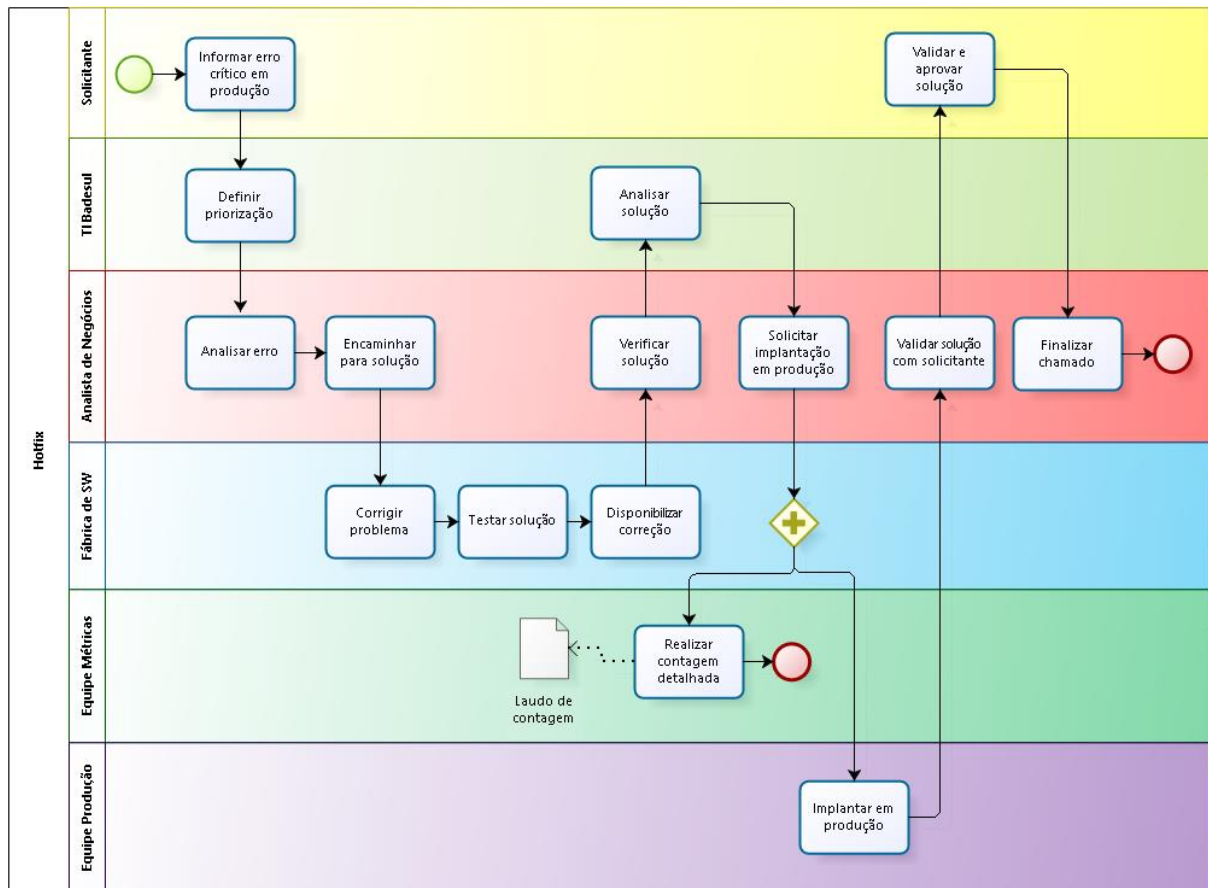 Hotfix
Solicitante
Informar erro
crítico em
produção
Validar e
aprovar
solução
TI Badesul
Definir
priorização
Analisar
solução
Analista de Negócios
Analisar erro
Encaminhar
para solução
Verificar
solução
Solicitar
implantação
em produção
Validar solução
com solicitante
Finalizar
chamado
Fábrica de SW
Corrigir
problema
Testar solução
Disponibilizar
correção
Equipe Métricas
Laudo de
contagem
Realizar
contagem
detalhada
Equipe Produção
Implantar em
produção